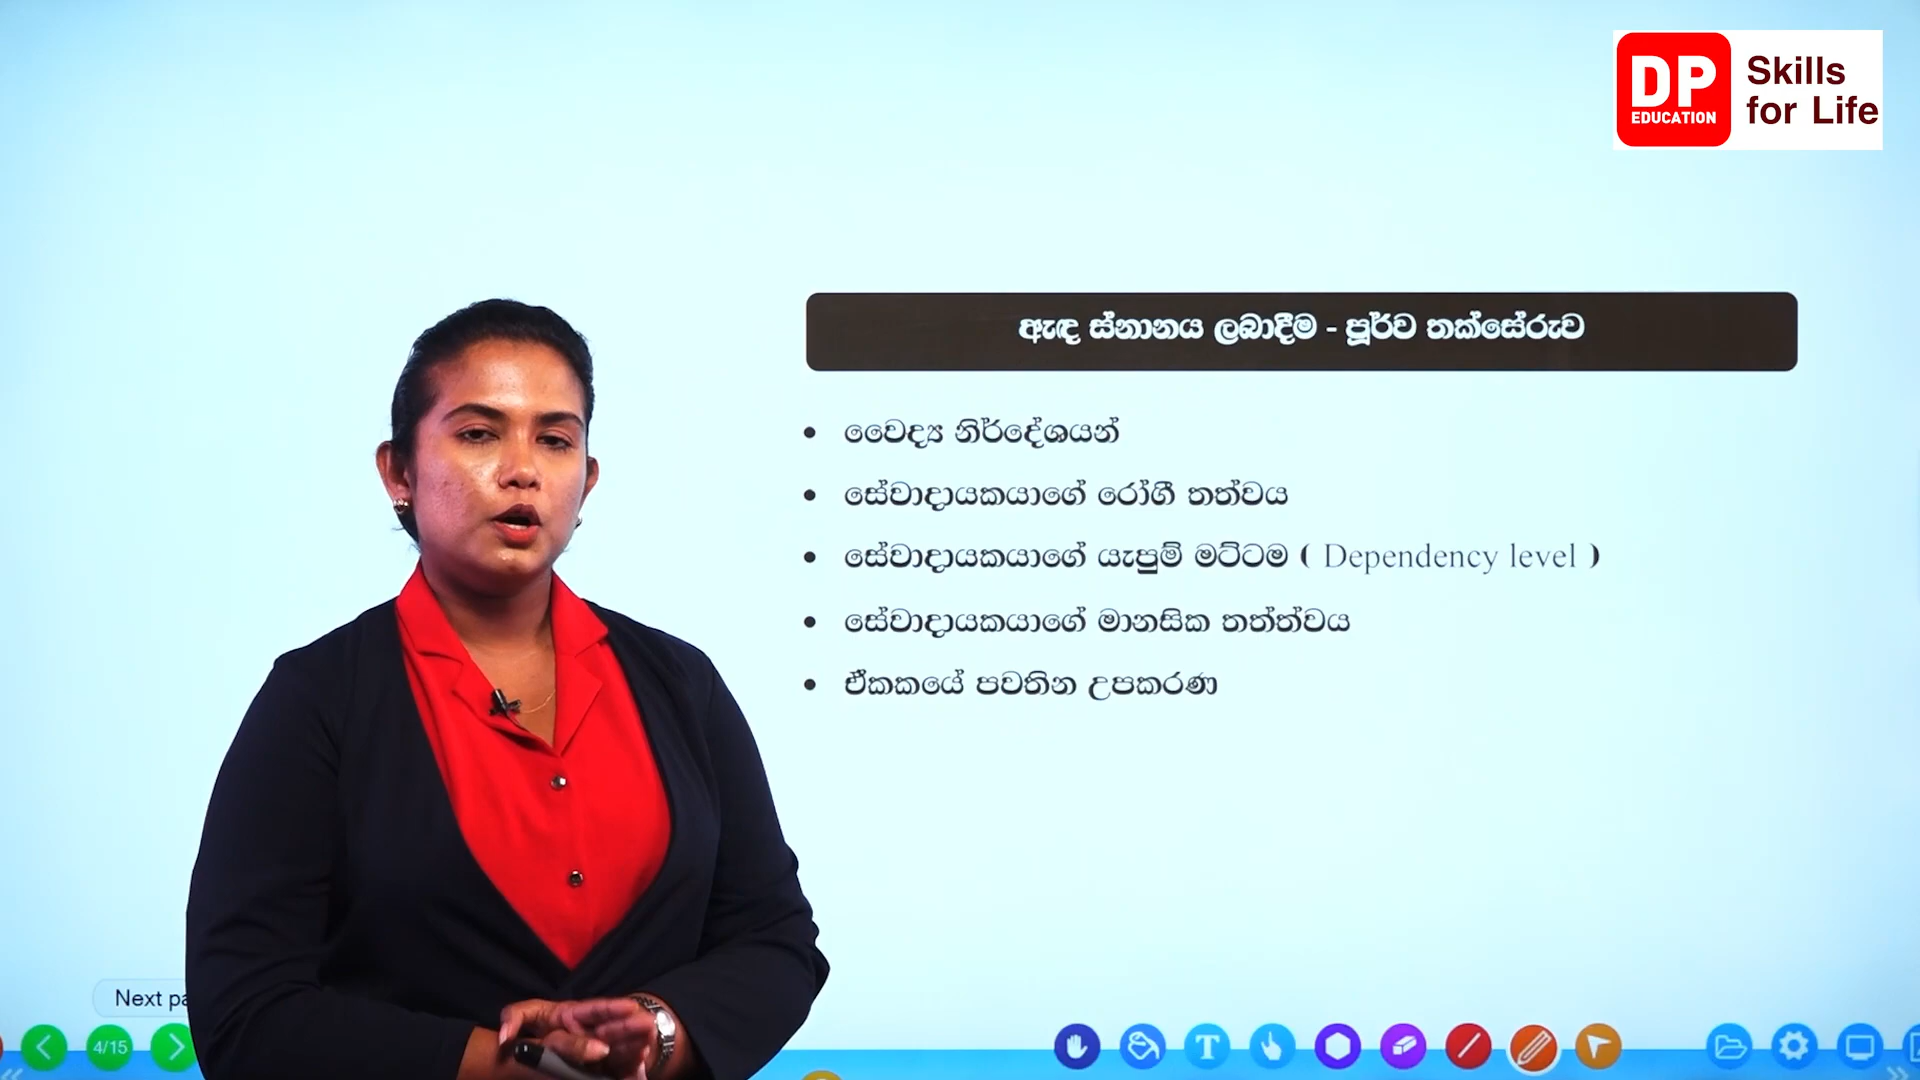 DP
EDUCATION
Skills
for Life
ඇඳ ස්නානය ලබාදීම - පූර්ව තක්සේරුව
• වෛද්‍ය නිර්දේශයන්
• සේවාදායකයාගේ රෝගී තත්වය
• සේවාදායකයාගේ යැපුම් මට්ටම ( Dependency level )
• සේවාදායකයාගේ මානසික තත්ත්වය
• ඒකකයේ පවතින උපකරණ
Next
4/15
T